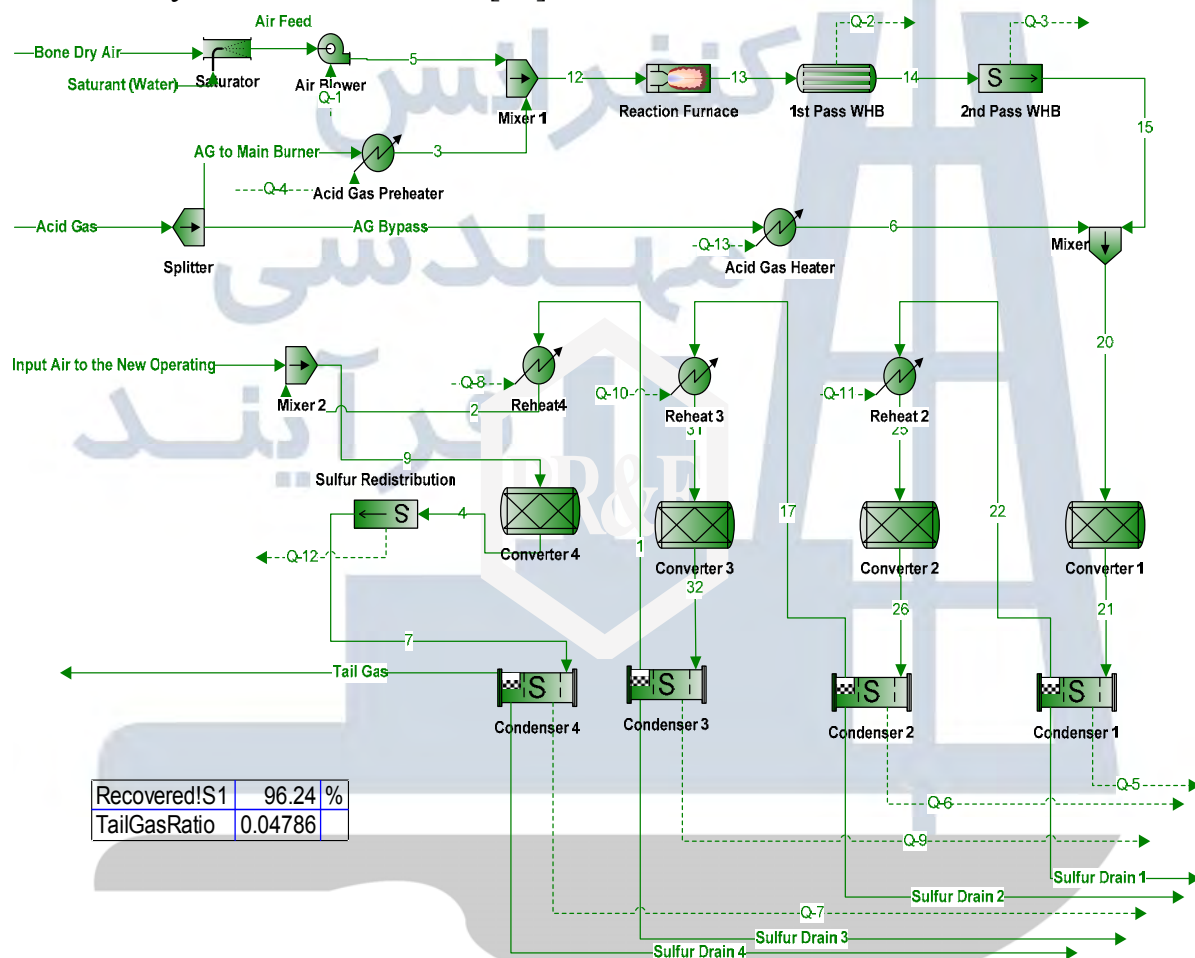 Air Feed
Bone Dry Air
Saturator
Saturant (Water)
Air Blower
Q-1
5
Mixer 1
12
Reaction Furnace
13
Q-2
1st Pass WHB
14
Q-3
S
2nd Pass WHB
15
AG to Main Burner
3
Q-4
Acid Gas Preheater
Acid Gas
Splitter
AG Bypass
Q-13
Acid Gas Heater
6
Mixer
20
کنفرانس
مهندسی
فرآیند
Input Air to the New Operating
Mixer 2
2
Q-8
Reheat4
Q-10
Reheat 3
31
Q-11
Reheat 2
25
9
Sulfur Redistribution
S
4
Q-12
Converter 4
1
PR&E
Converter 3
17
Converter 2
22
Converter 1
32
26
21
7
Tail Gas
S
Condenser 4
S
Condenser 3
S
Condenser 2
S
Condenser 1
Q-5
Q-6
Q-9
Recovered!S1 96.24 %
TailGasRatio 0.04786
Sulfur Drain 1
Sulfur Drain 2
Q-7
Sulfur Drain 3
Sulfur Drain 4